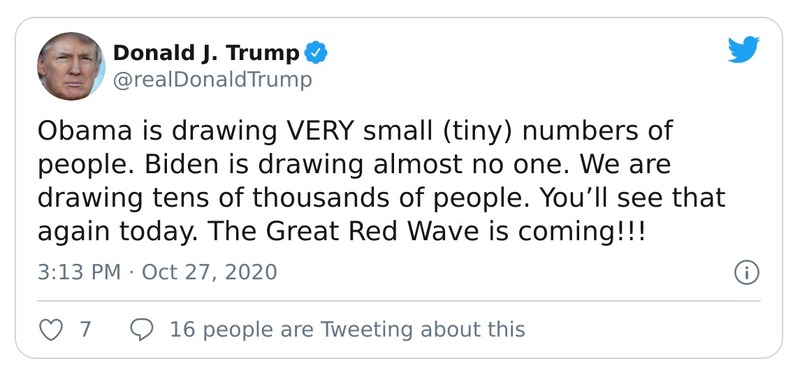 Donald J. Trump
@realDonaldTrump
Obama is drawing VERY small (tiny) numbers of
people. Biden is drawing almost no one. We are
drawing tens of thousands of people. You’ll see that
again today. The Great Red Wave is coming!!!
3:13 PM · Oct 27, 2020
7 16 people are Tweeting about this